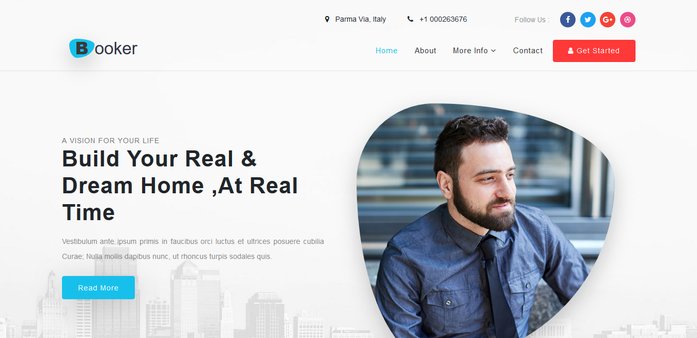 Parma Via, Italy
+1 000263676
Follow Us :
Booker
Home
About
More Info
Contact
Get Started
A VISION FOR YOUR LIFE
Build Your Real &
Dream Home ,At Real
Time
Vestibulum ante ipsum primis in faucibus orci luctus et ultrices posuere cubilia
Curae; Nulla mollis dapibus nunc, ut rhoncus turpis sodales quis.
Read More